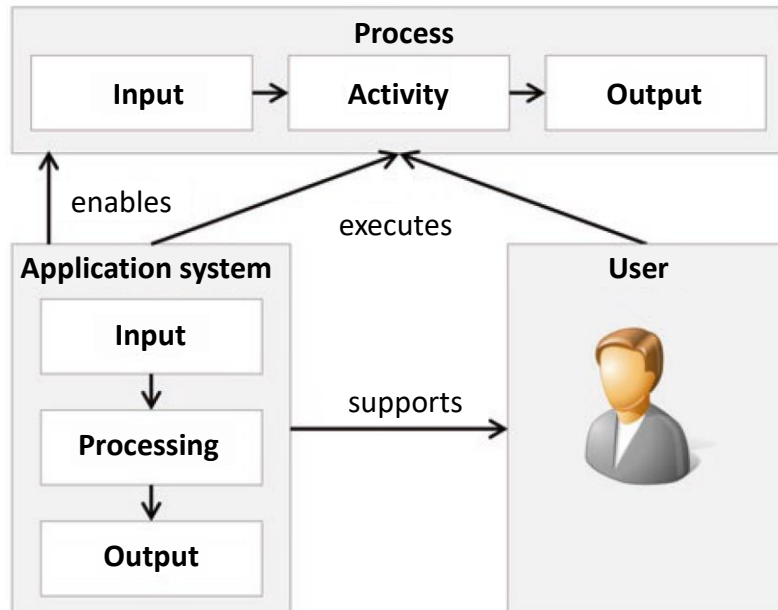 Process
Input
Activity
Output
enables
executes
Application system
User
Input
supports
Processing
Output